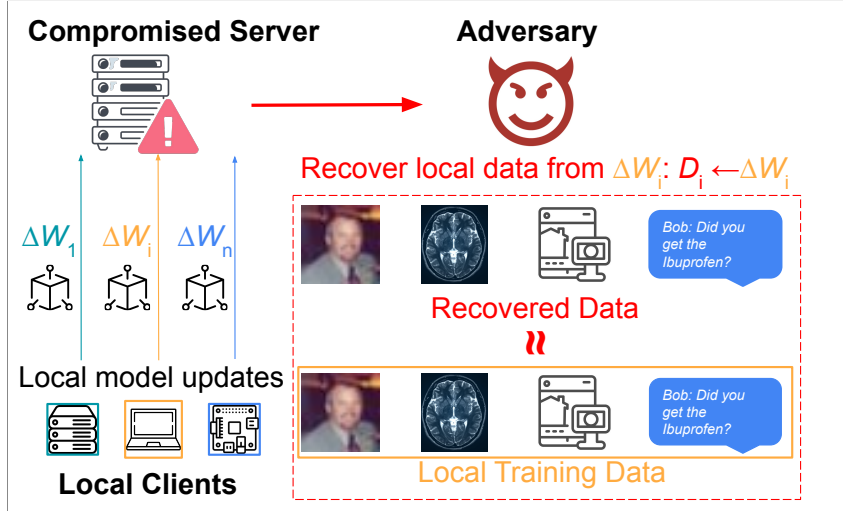 Compromised Server
Adversary
Recover local data from ΔWᵢ: Dᵢ ←ΔWᵢ
ΔW₁
ΔWᵢ
ΔWₙ
Bob: Did you
get the
Ibuprofen?
Recovered Data
≈
Local model updates
Bob: Did you
get the
Ibuprofen?
Local Training Data
Local Clients